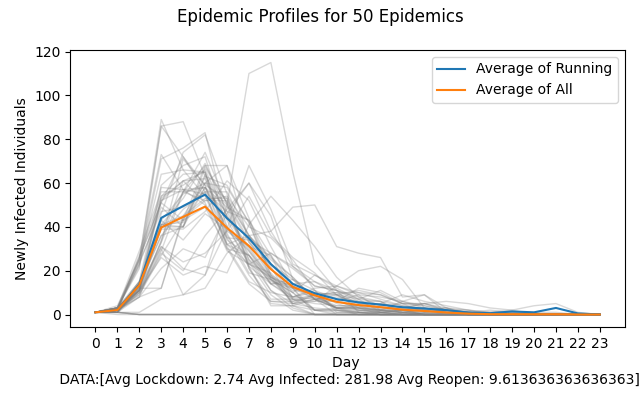 Epidemic Profiles for 50 Epidemics
120
100
80
60
40
20
0
Newly Infected Individuals
Average of Running
Average of All
0 1 2 3 4 5 6 7 8 9 10 11 12 13 14 15 16 17 18 19 20 21 22 23
Day
DATA:[Avg Lockdown: 2.74 Avg Infected: 281.98 Avg Reopen: 9.613636363636363]